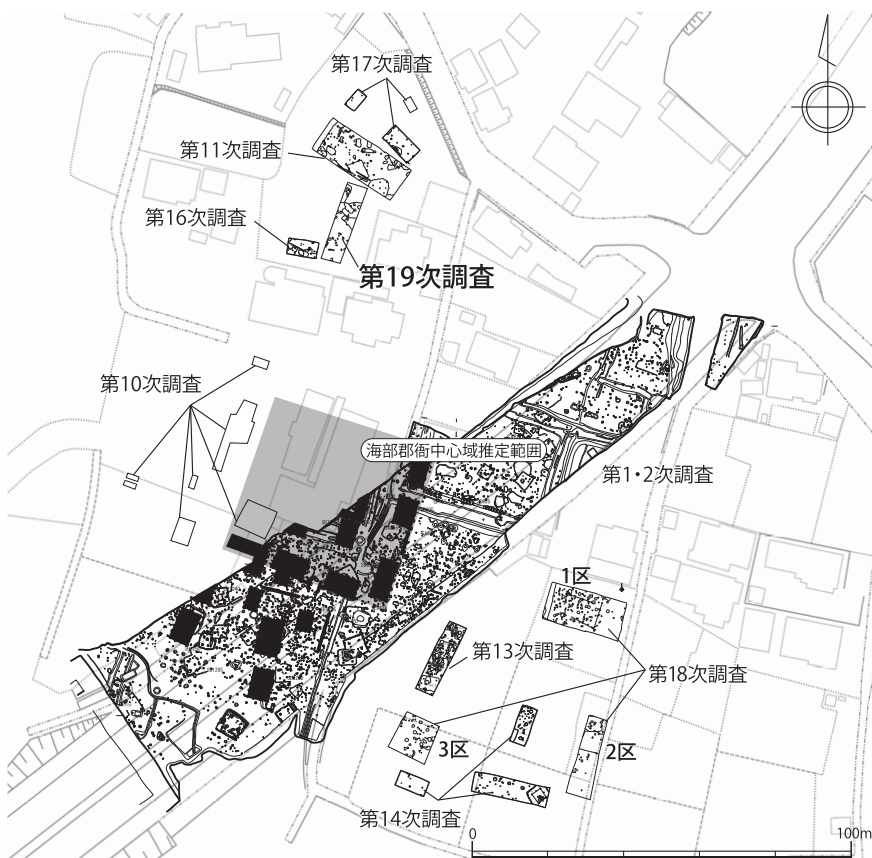 第17次調査
第11次調査
第16次調査
第19次調査
第10次調査
海部郡衙中心域推定範囲
第1・2次調査
1区
第13次調査
第18次調査
3区
2区
第14次調査
0
100m